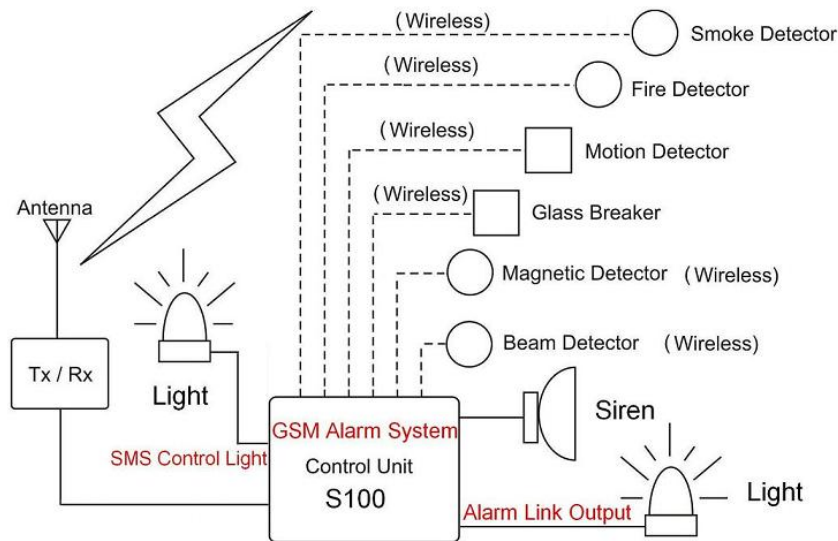 (Wireless)
Smoke Detector
(Wireless)
Fire Detector
(Wireless)
Motion Detector
(Wireless)
Glass Breaker
Antenna
Magnetic Detector (Wireless)
Beam Detector (Wireless)
Tx / Rx
Light
Siren
GSM Alarm System
SMS Control Light
Control Unit
S100
Alarm Link Output
Light